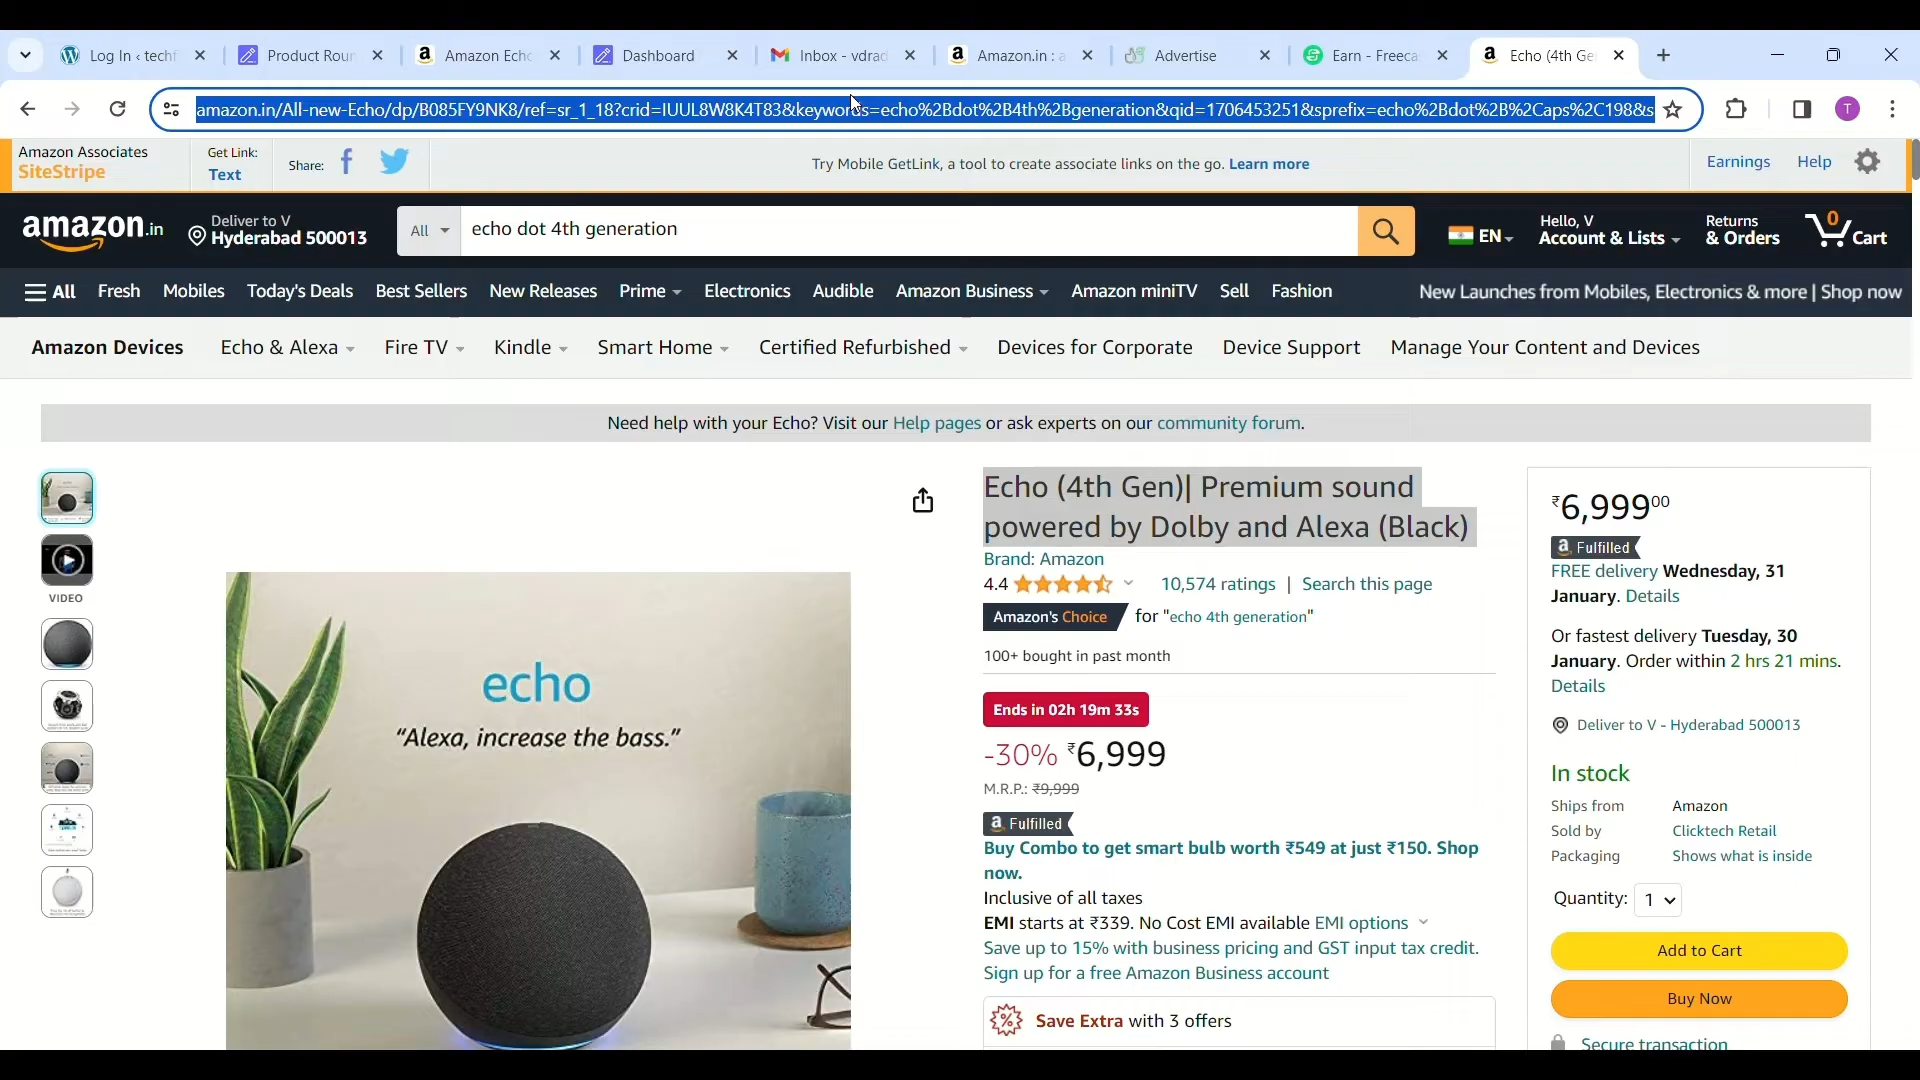 Log In ‹ techf
Product Roun
Amazon Echo
Dashboard
Inbox - vdrad
Amazon.in : a
Advertise
Earn - Freeca
Echo (4th Ge
amazon.in/All-new-Echo/dp/B085FY9NK8/ref=sr_1_18?crid=IUUL8W8K4T83&keywords=echo%2Bdot%2B4th%2Bgeneration&qid=1706453251&sprefix=echo%2Bdot%2B%2Caps%2C198&s
T
Amazon Associates
SiteStripe
Get Link:
Text
Share:
Try Mobile GetLink, a tool to create associate links on the go. Learn more
Earnings
Help
amazon.in
Deliver to V
Hyderabad 500013
All
echo dot 4th generation
EN
Hello, V
Account & Lists
Returns
& Orders
0
Cart
All
Fresh
Mobiles
Today's Deals
Best Sellers
New Releases
Prime
Electronics
Audible
Amazon Business
Amazon miniTV
Sell
Fashion
New Launches from Mobiles, Electronics & more | Shop now
Amazon Devices
Echo & Alexa
Fire TV
Kindle
Smart Home
Certified Refurbished
Devices for Corporate
Device Support
Manage Your Content and Devices
Need help with your Echo? Visit our Help pages or ask experts on our community forum.
VIDEO
echo
“Alexa, increase the bass.”
Echo (4th Gen)| Premium sound
powered by Dolby and Alexa (Black)
Brand: Amazon
4.4
10,574 ratings | Search this page
Amazon's Choice for "echo 4th generation"
100+ bought in past month
Ends in 02h 19m 33s
-30% ₹6,999
M.R.P.: ₹9,999
a Fulfilled
Buy Combo to get smart bulb worth ₹549 at just ₹150. Shop
now.
Inclusive of all taxes
EMI starts at ₹339. No Cost EMI available EMI options
Save up to 15% with business pricing and GST input tax credit.
Sign up for a free Amazon Business account
Save Extra with 3 offers
₹6,99900
a Fulfilled
FREE delivery Wednesday, 31
January. Details
Or fastest delivery Tuesday, 30
January. Order within 2 hrs 21 mins.
Details
Deliver to V - Hyderabad 500013
In stock
Ships from Amazon
Sold by Clicktech Retail
Packaging Shows what is inside
Quantity: 1
Add to Cart
Buy Now
Secure transaction